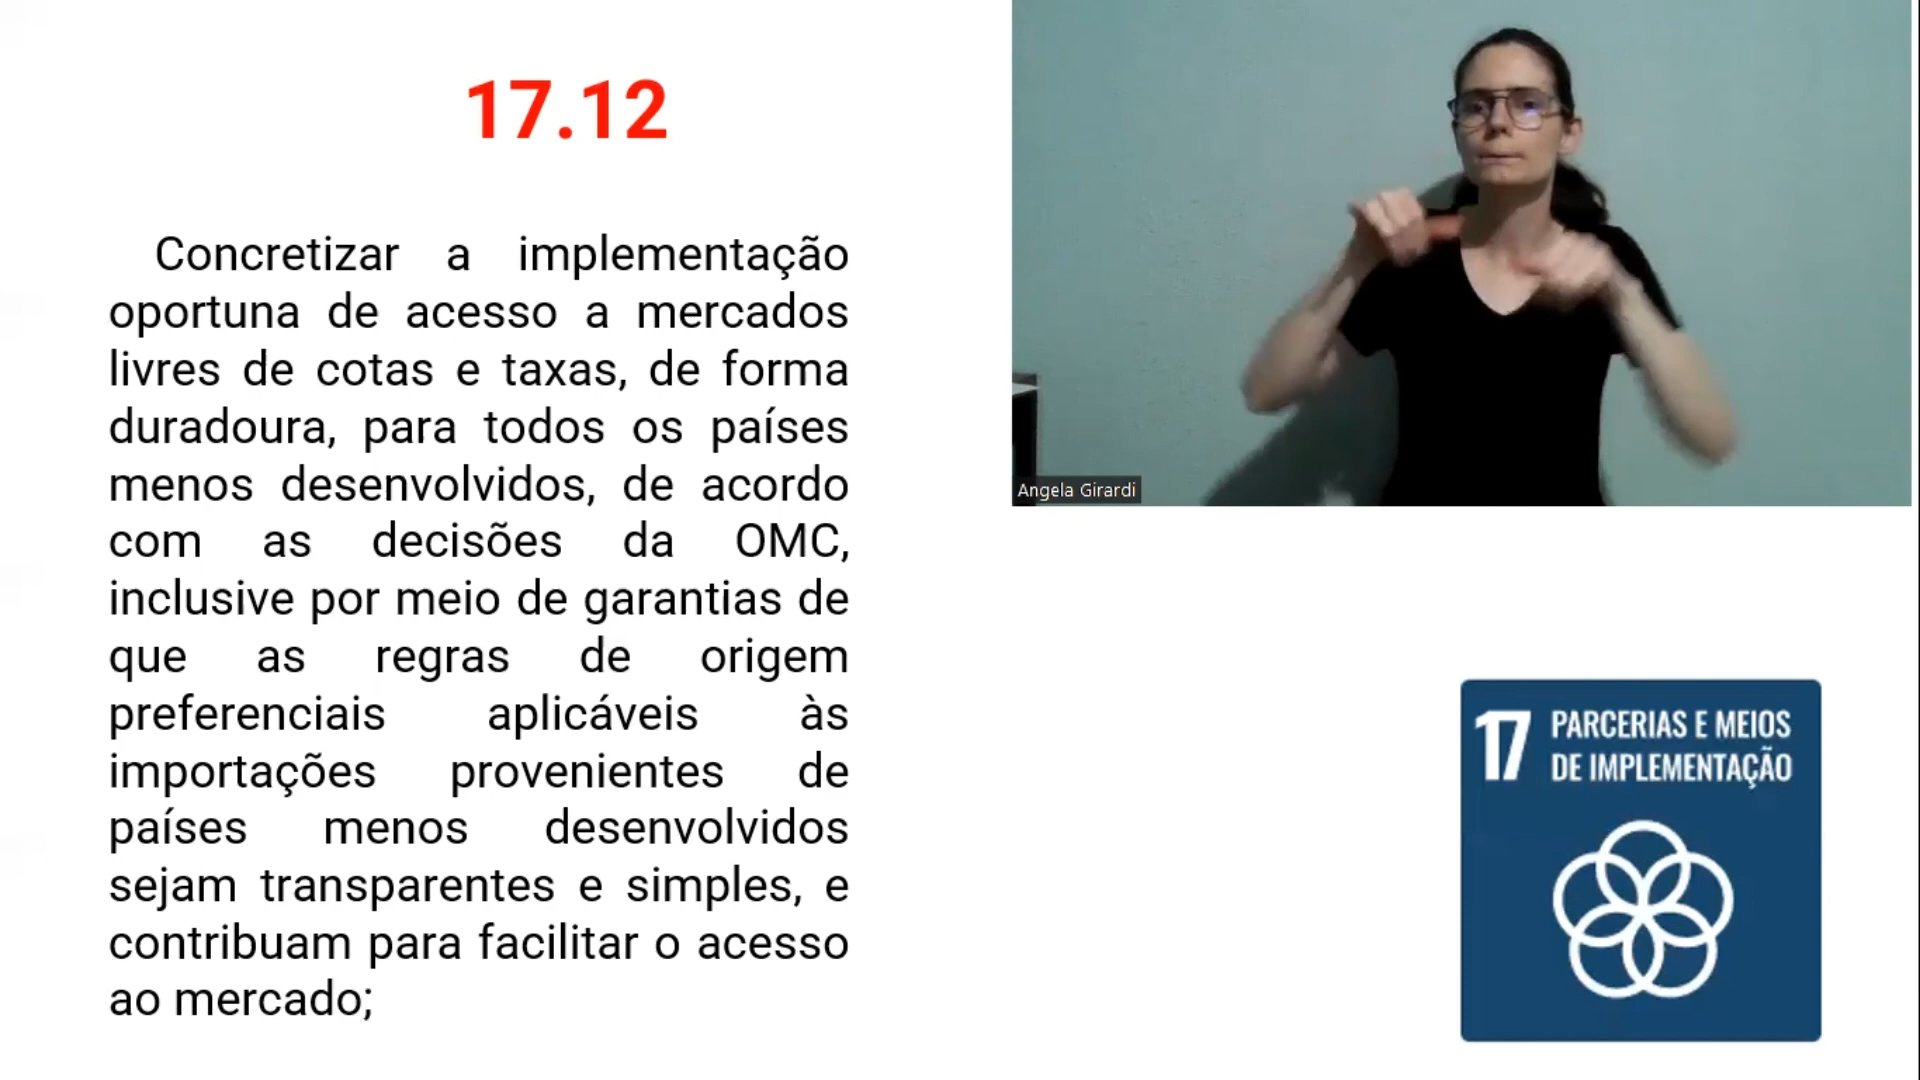 17.12
Concretizar a implementação
oportuna de acesso a mercados
livres de cotas e taxas, de forma
duradoura, para todos os países
menos desenvolvidos, de acordo
com as decisões da OMC,
inclusive por meio de garantias de
que as regras de origem
preferenciais aplicáveis às
importações provenientes de
países menos desenvolvidos
sejam transparentes e simples, e
contribuam para facilitar o acesso
ao mercado;
Angela Girardi
17 PARCERIAS E MEIOS
DE IMPLEMENTAÇÃO